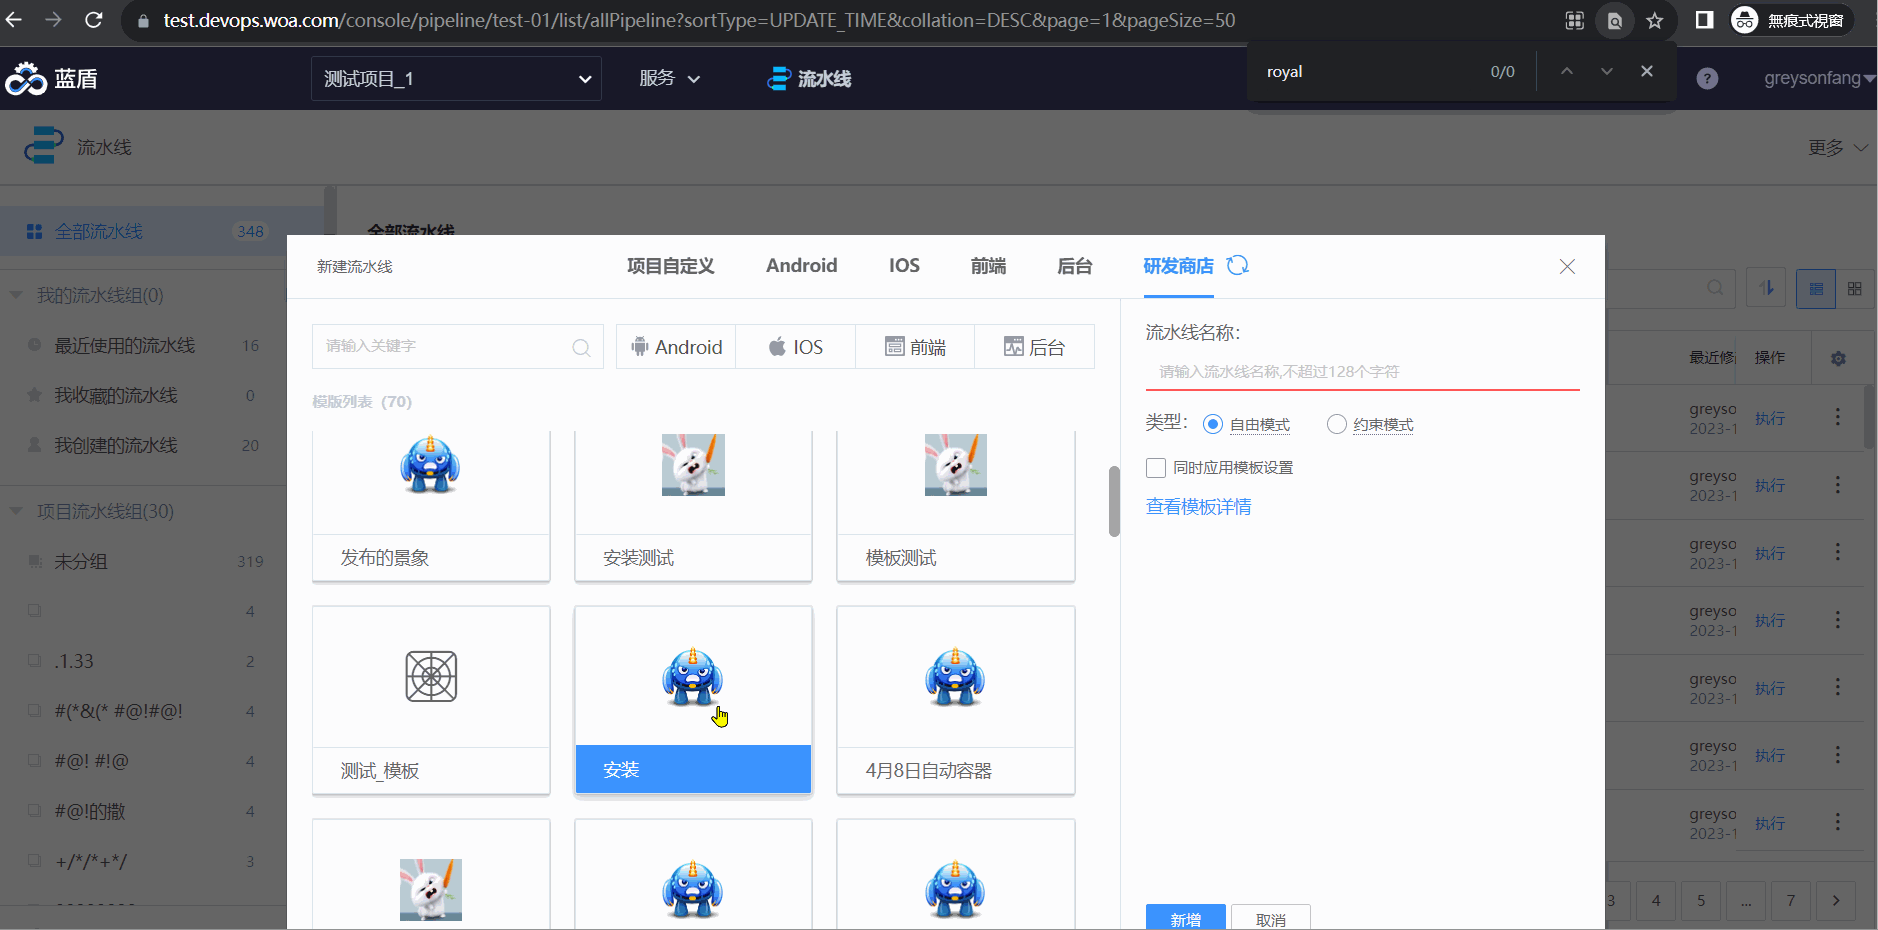 test.devops.woa.com/console/pipeline/test-01/list/allPipeline?sortType=UPDATE_TIME&collation=DESC&page=1&pageSize=50
無痕式視窗
蓝盾
测试项目_1
服务
流水线
royal
0/0
?
greysonfang
流水线
更多
全部流水线 348
全部流水线
我的流水线组(0)
最近使用的流水线 16
我收藏的流水线 0
我创建的流水线 20
项目流水线组(30)
未分组 319
4
.1.33 2
#(*&(* #@!#@! 4
#@! #!@ 4
#@!的撒 4
+/*/*+*/ 3
新建流水线
项目自定义
Android
IOS
前端
后台
研发商店
请输入关键字
Android
IOS
前端
后台
模版列表 (70)
发布的景象
安装测试
模板测试
测试_模板
安装
4月8日自动容器
流水线名称:
请输入流水线名称,不超过128个字符
类型: 自由模式 约束模式
同时应用模板设置
查看模板详情
新增
取消
最近修
操作
greyso
2023-1
执行
greyso
2023-1
执行
greyso
2023-1
执行
greyso
2023-1
执行
greyso
2023-1
执行
greyso
2023-1
执行
greyso
2023-1
执行
3 4 5 ... 7